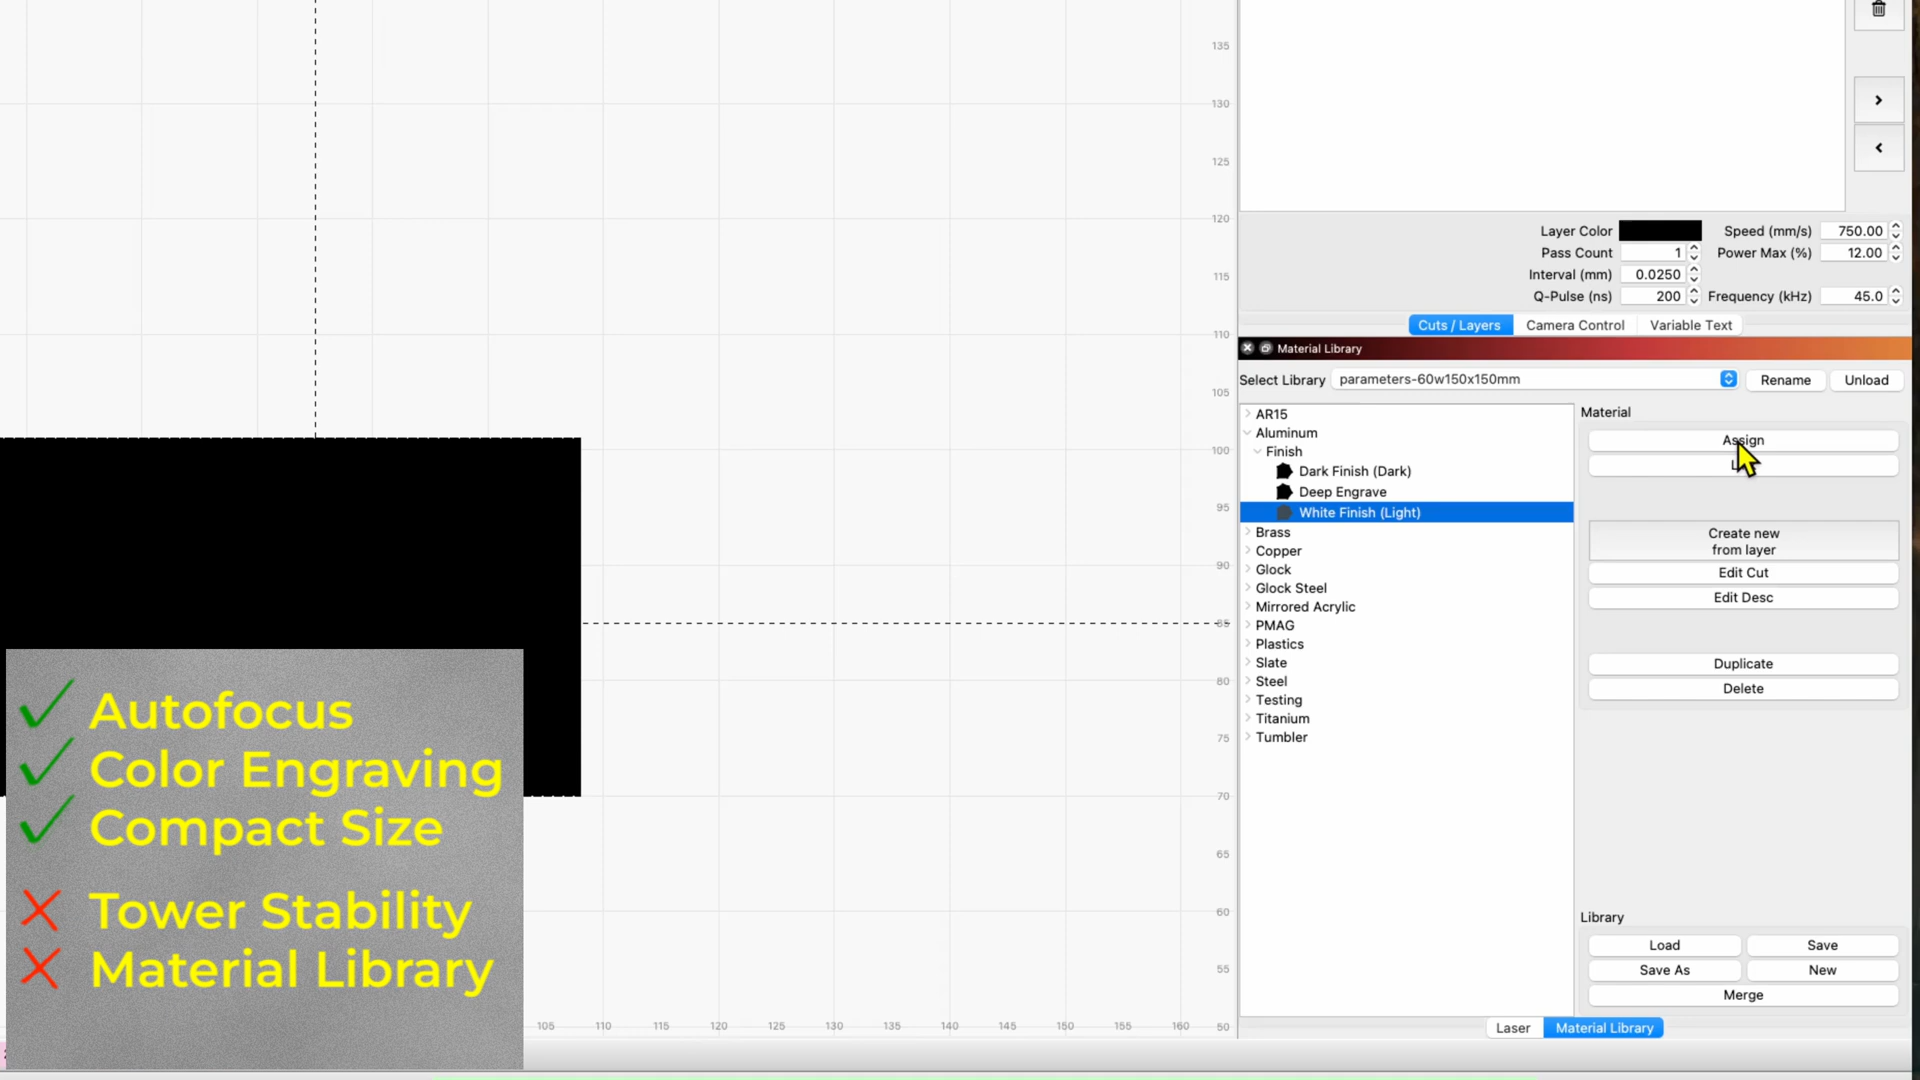 135
130
125
120
115
110
105
100
95
90
85
80
75
70
65
60
55
50
105 110 115 120 125 130 135 140 145 150 155 160
Layer Color Speed (mm/s) 750.00
Pass Count 1 Power Max (%) 12.00
Interval (mm) 0.0250
Q-Pulse (ns) 200 Frequency (kHz) 45.0
Cuts / Layers Camera Control Variable Text
Material Library
Select Library parameters-60w150x150mm Rename Unload
AR15
Aluminum
Finish
Dark Finish (Dark)
Deep Engrave
White Finish (Light)
Brass
Copper
Glock
Glock Steel
Mirrored Acrylic
PMAG
Plastics
Slate
Steel
Testing
Titanium
Tumbler
Material
Assign
Create new
from layer
Edit Cut
Edit Desc
Duplicate
Delete
Library
Load Save
Save As New
Merge
Laser Material Library
Autofocus
Color Engraving
Compact Size
Tower Stability
Material Library